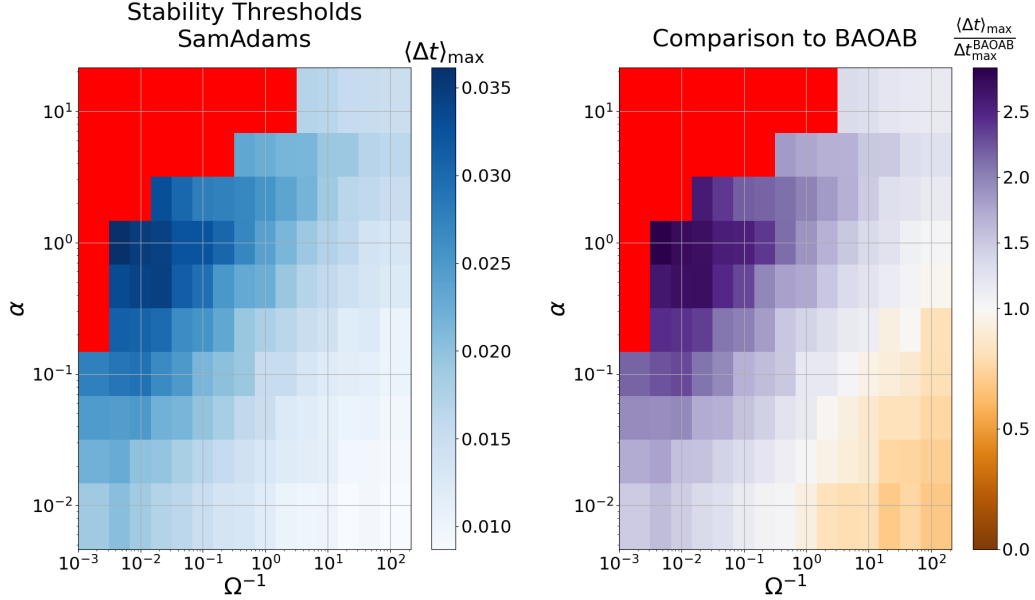 Stability Thresholds
SamAdams
⟨Δt⟩max
10¹
10⁰
10⁻¹
10⁻²
α
10⁻³ 10⁻² 10⁻¹ 10⁰ 10¹ 10²
Ω⁻¹
0.035
0.030
0.025
0.020
0.015
0.010
Comparison to BAOAB
⟨Δt⟩max
Δt BAOAB max
10¹
10⁰
10⁻¹
10⁻²
α
10⁻³ 10⁻² 10⁻¹ 10⁰ 10¹ 10²
Ω⁻¹
2.5
2.0
1.5
1.0
0.5
0.0